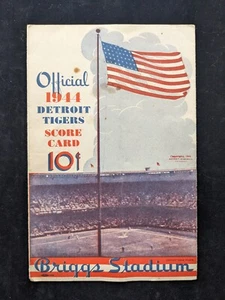 Official
1944
DETROIT
TIGERS
SCORE
CARD
10¢
Briggs Stadium